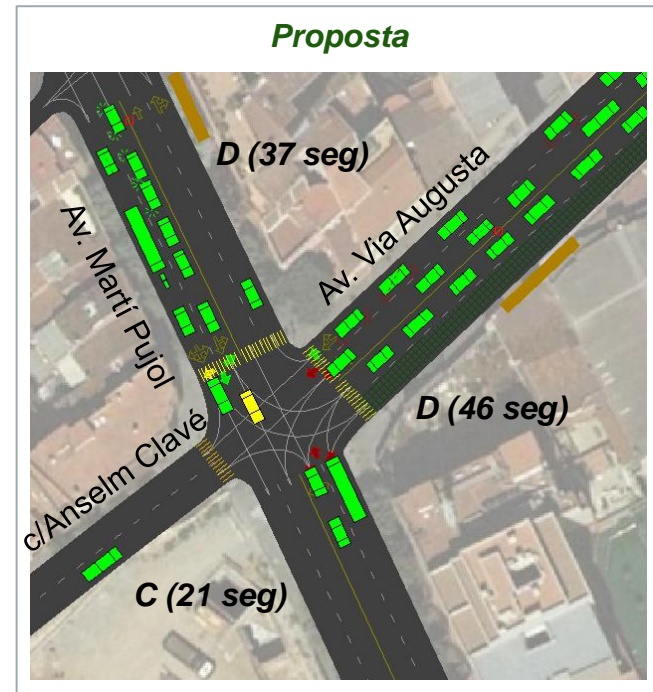 Proposta
D (37 seg)
Av. Via Augusta
Av. Martí Pujol
D (46 seg)
c/Anselm Clavé
C (21 seg)